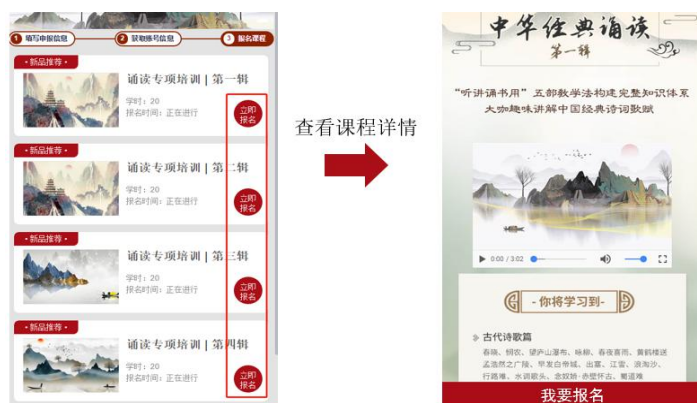 1 填写申报信息
2 获取账号信息
3 报名课程
·新品推荐·
诵读专项培训 | 第一辑
学时：20
报名时间：正在进行
立即
报名
·新品推荐·
诵读专项培训 | 第二辑
学时：20
报名时间：正在进行
立即
报名
·新品推荐·
诵读专项培训 | 第三辑
学时：20
报名时间：正在进行
立即
报名
·新品推荐·
诵读专项培训 | 第四辑
学时：20
报名时间：正在进行
立即
报名
查看课程详情
中华经典诵读
第一辑
“听讲诵书用”五部教学法构建完整知识体系
大咖趣味讲解中国经典诗词歌赋
0:00 / 3:02
- 你将学习到-
古代诗歌篇
春晓、悯农、望庐山瀑布、咏柳、春夜喜雨、黄鹤楼送
孟浩然之广陵、早发白帝城、出塞、江雪、浪淘沙、
行路难、水调歌头、念奴娇·赤壁怀古、蜀道难
我要报名